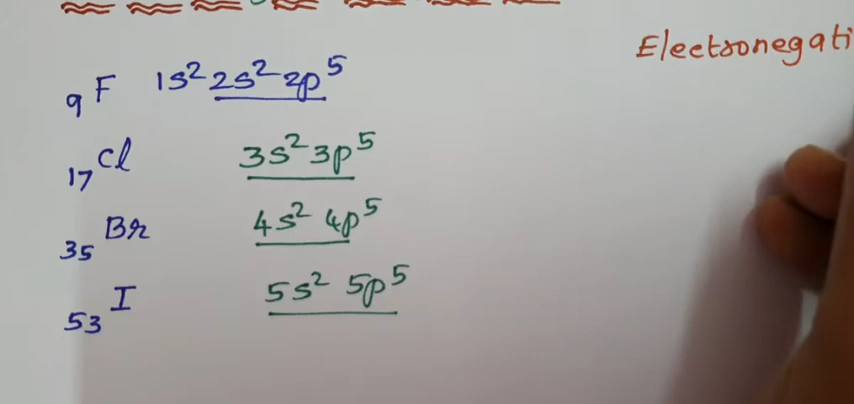 Electronegati
₉F 1s² 2s² 2p⁵
₁₇Cl 3s² 3p⁵
₃₅Br 4s² 4p⁵
₅₃I 5s² 5p⁵